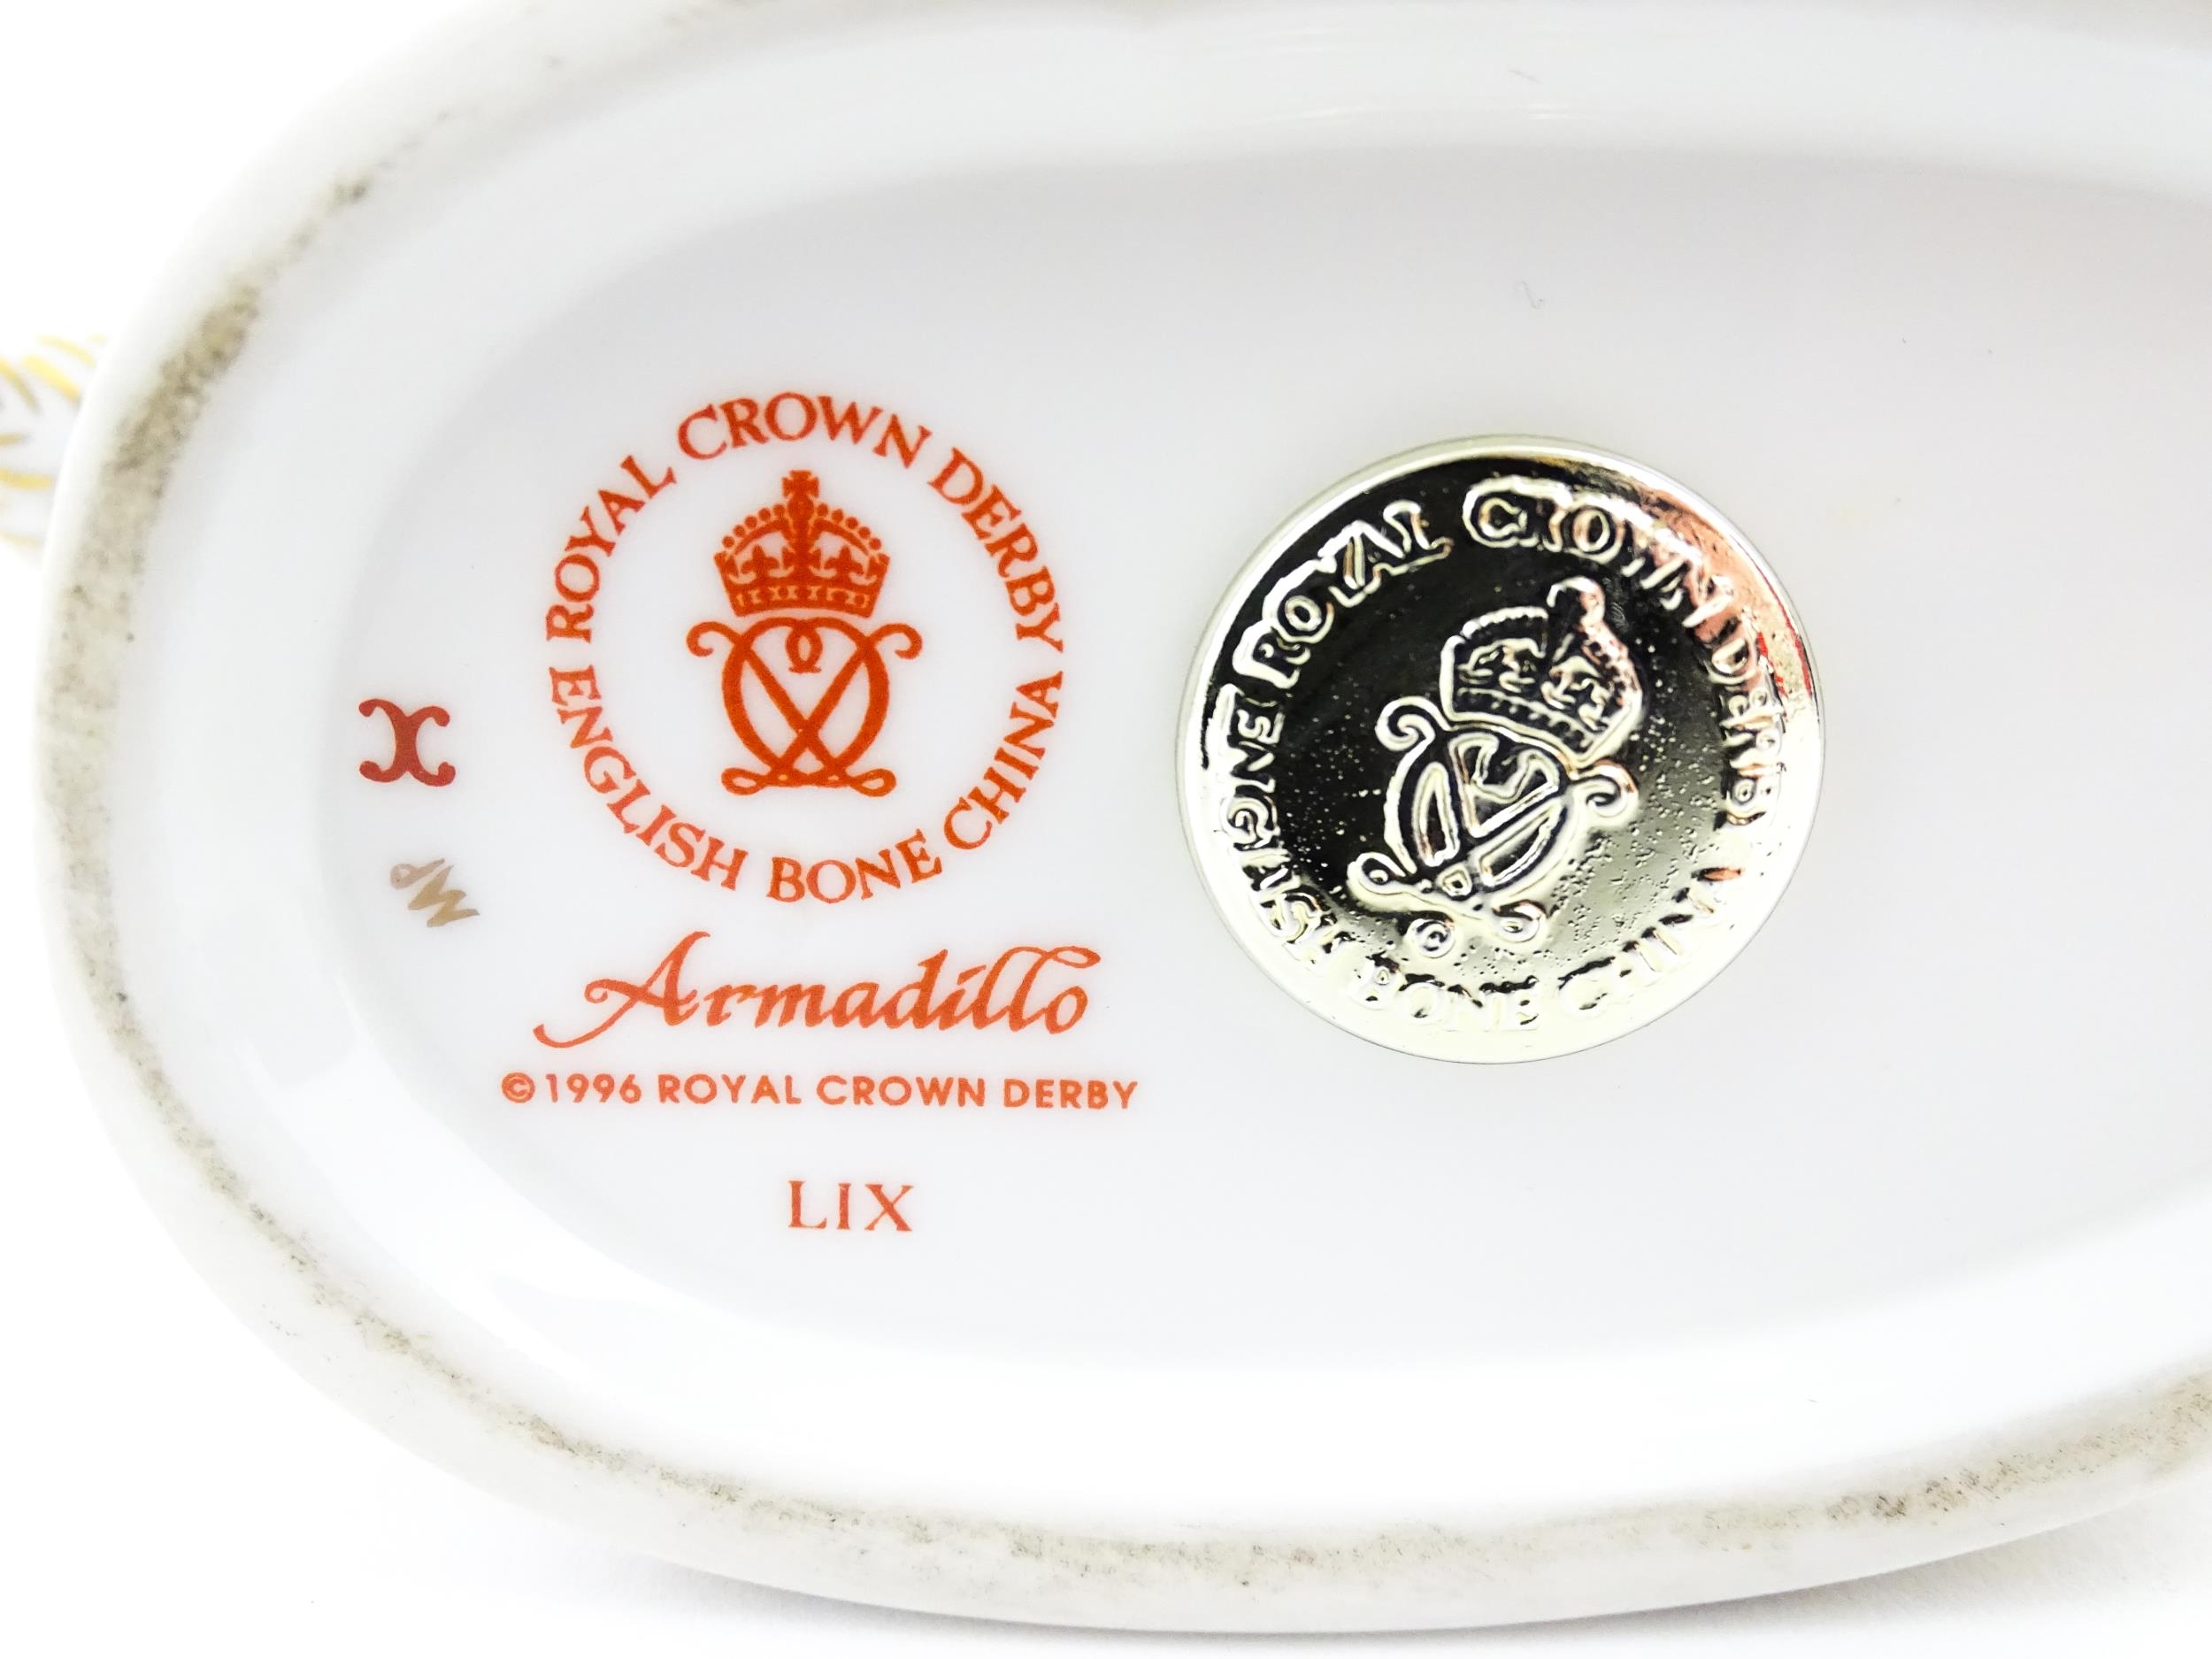 ROYAL CROWN DERBY
ENGLISH BONE CHINA
Armadillo
©1996 ROYAL CROWN DERBY
LIX
ROYAL CROWN DERBY
ENGLISH BONE CHINA